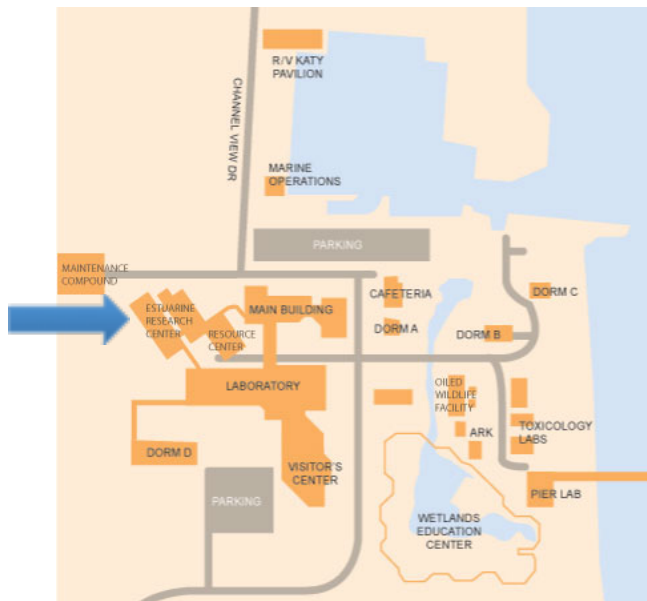 R/V KATY
PAVILION
CHANNEL VIEW DR
MARINE
OPERATIONS
PARKING
MAINTENANCE
COMPOUND
CAFETERIA
DORM C
ESTUARINE
RESEARCH
CENTER
MAIN BUILDING
RESOURCE
CENTER
DORM A
DORM B
LABORATORY
OILED
WILDLIFE
FACILITY
ARK
TOXICOLOGY
LABS
DORM D
VISITOR'S
CENTER
PARKING
PIER LAB
WETLANDS
EDUCATION
CENTER